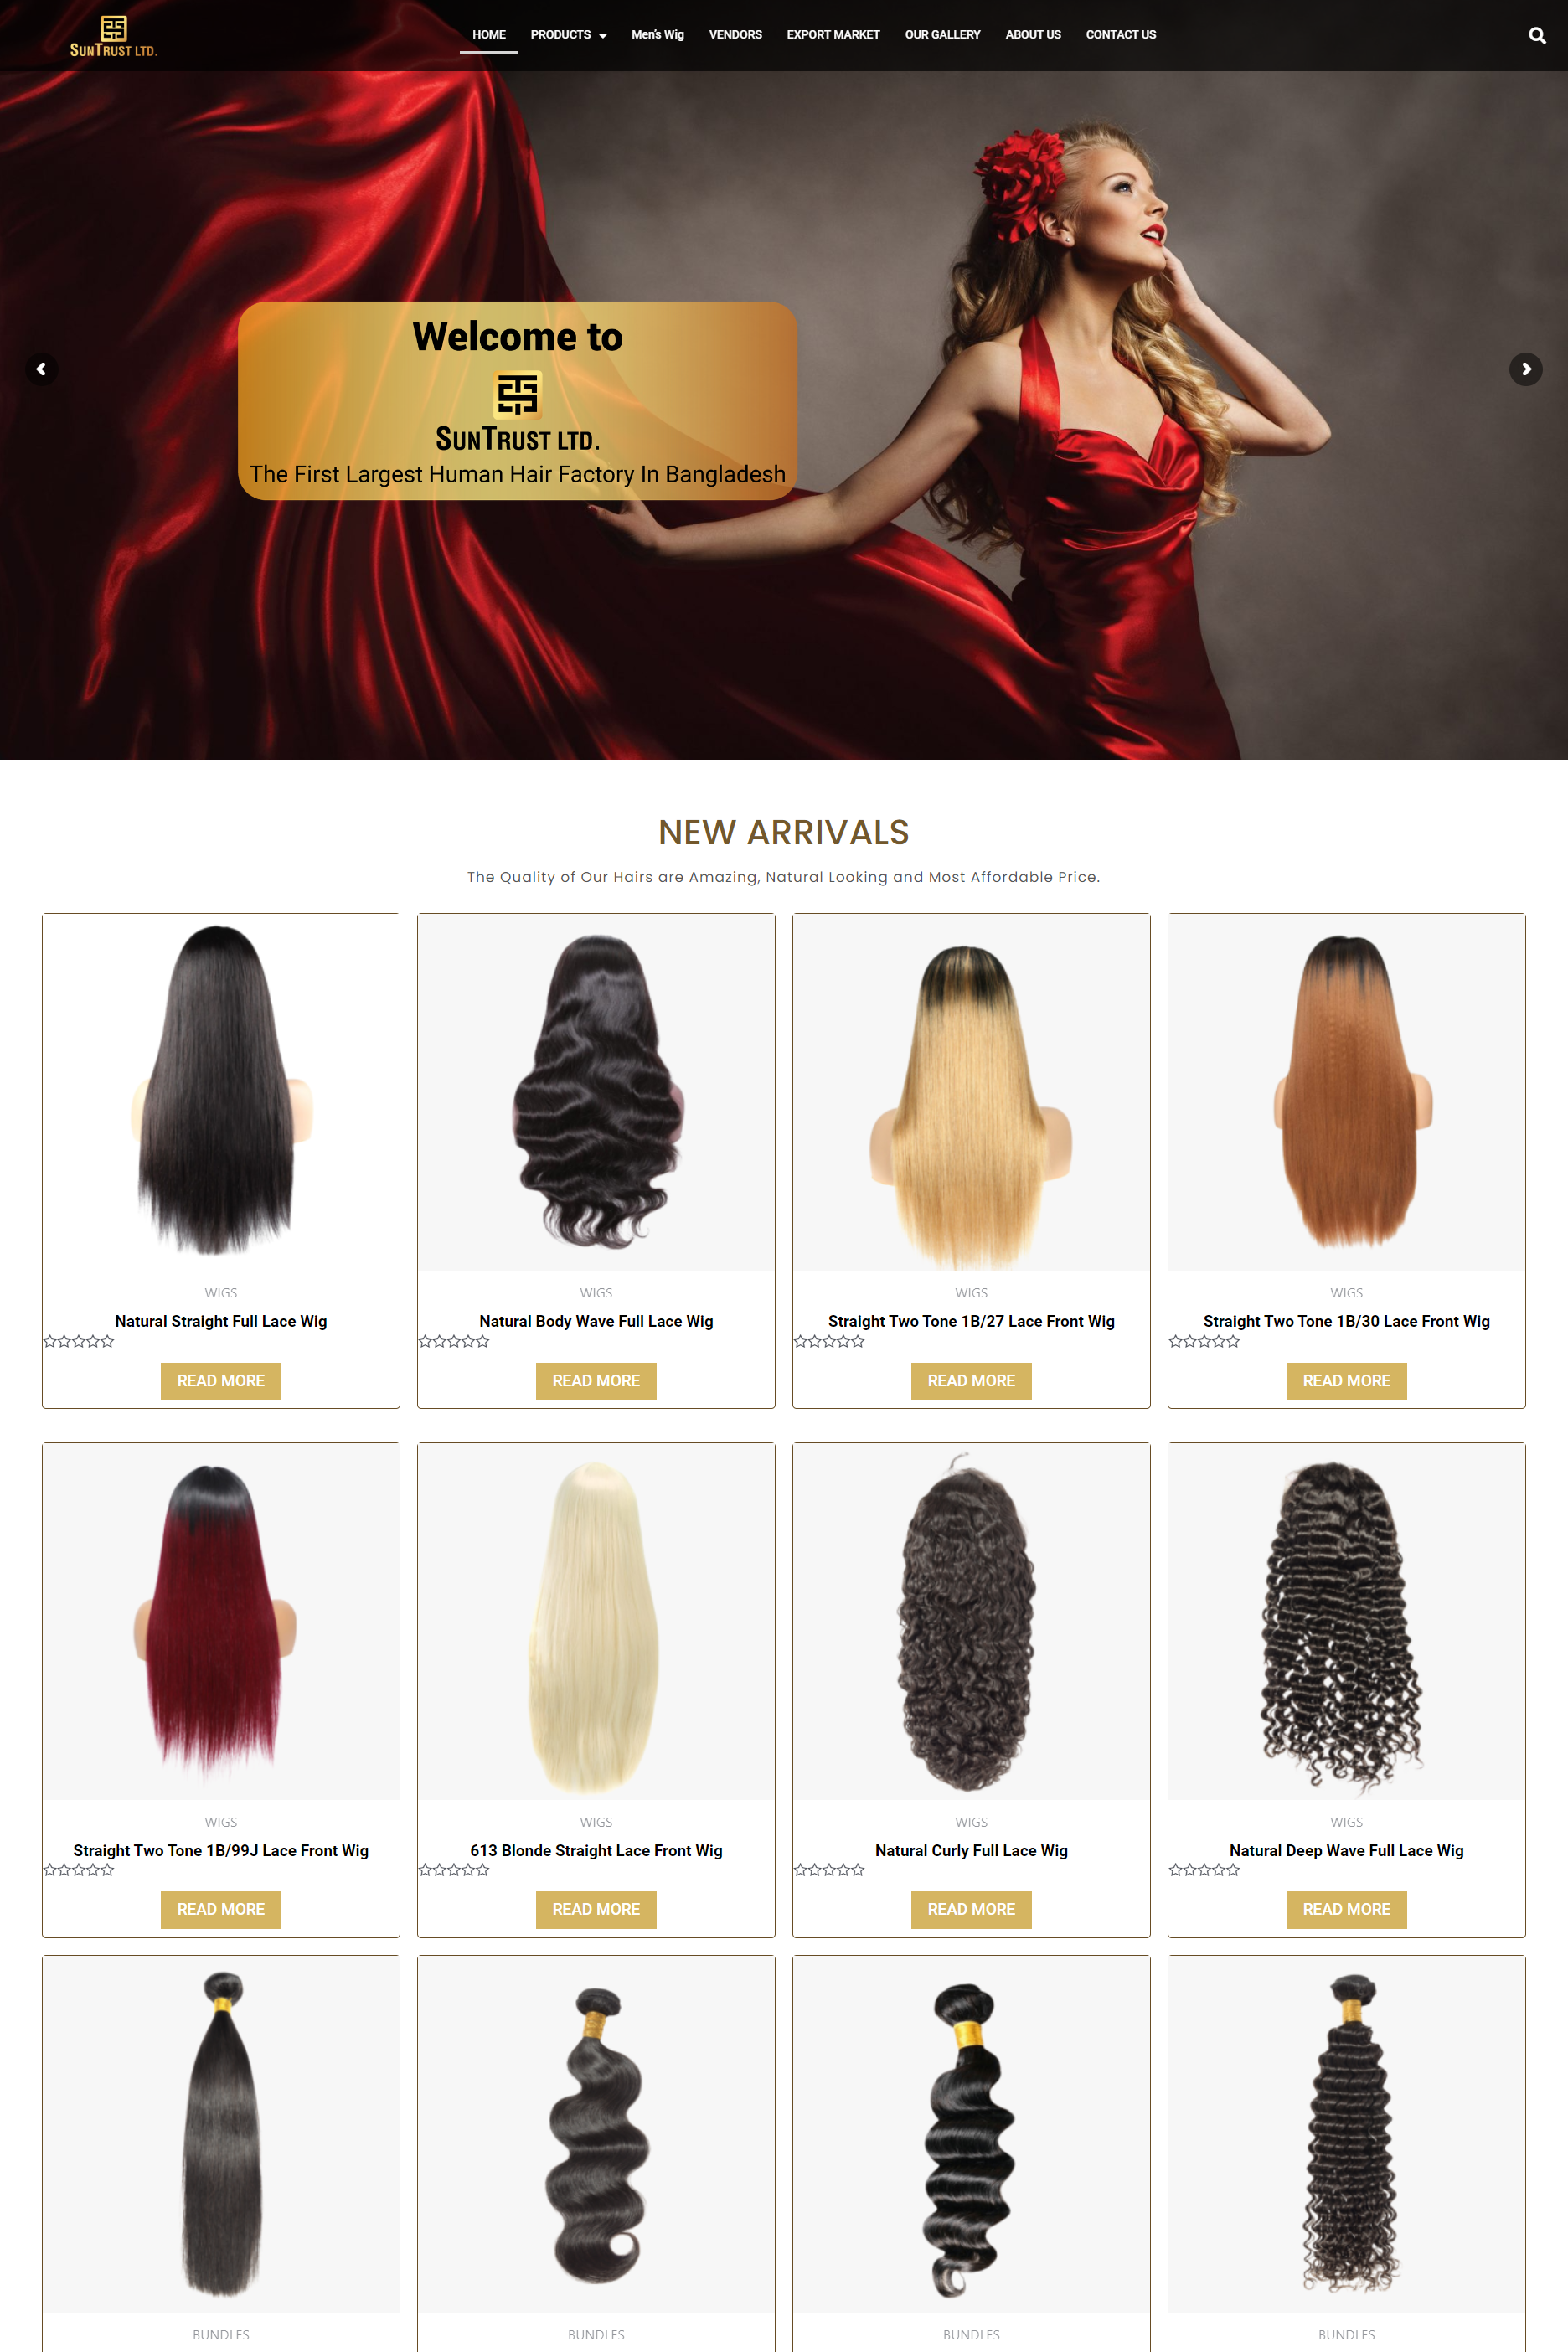 SUNTRUST LTD.
HOME
PRODUCTS
Men's Wig
VENDORS
EXPORT MARKET
OUR GALLERY
ABOUT US
CONTACT US
Welcome to
SUNTRUST LTD.
The First Largest Human Hair Factory In Bangladesh
NEW ARRIVALS
The Quality of Our Hairs are Amazing, Natural Looking and Most Affordable Price.
WIGS
Natural Straight Full Lace Wig
READ MORE
WIGS
Natural Body Wave Full Lace Wig
READ MORE
WIGS
Straight Two Tone 1B/27 Lace Front Wig
READ MORE
WIGS
Straight Two Tone 1B/30 Lace Front Wig
READ MORE
WIGS
Straight Two Tone 1B/99J Lace Front Wig
READ MORE
WIGS
613 Blonde Straight Lace Front Wig
READ MORE
WIGS
Natural Curly Full Lace Wig
READ MORE
WIGS
Natural Deep Wave Full Lace Wig
READ MORE
BUNDLES
BUNDLES
BUNDLES
BUNDLES